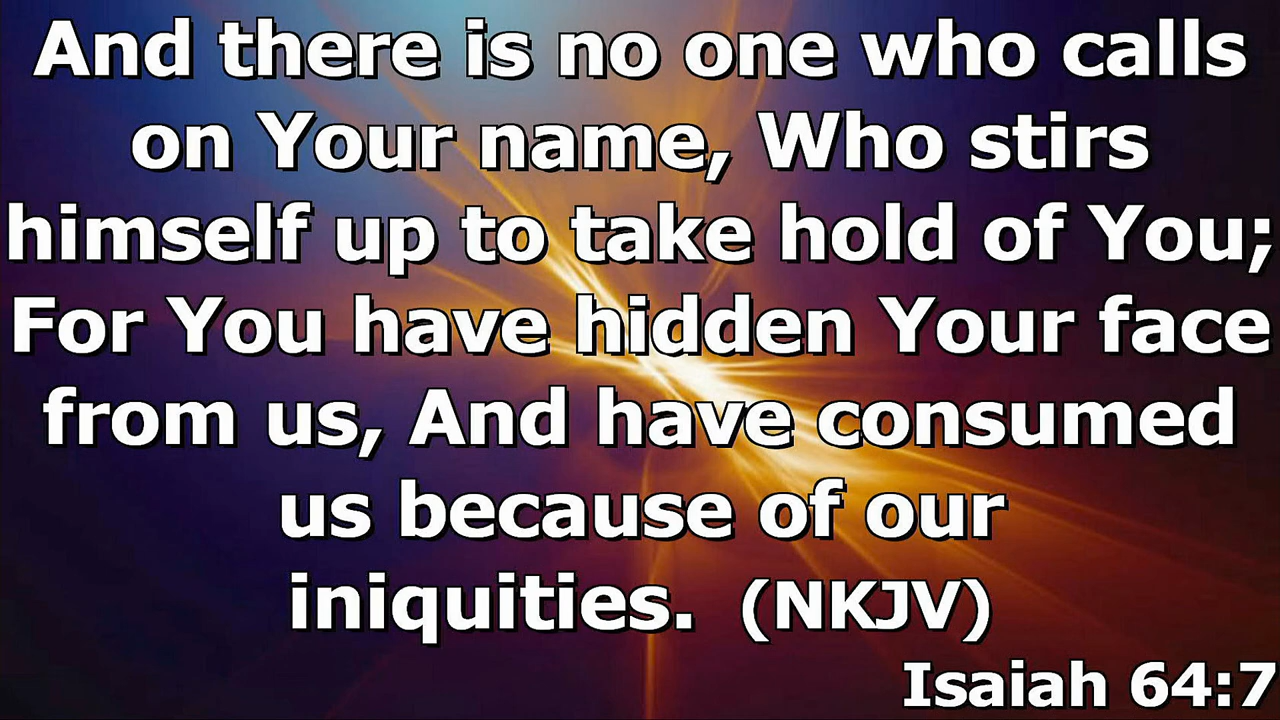 And there is no one who calls
on Your name, Who stirs
himself up to take hold of You;
For You have hidden Your face
from us, And have consumed
us because of our
iniquities.  (NKJV)
Isaiah 64:7